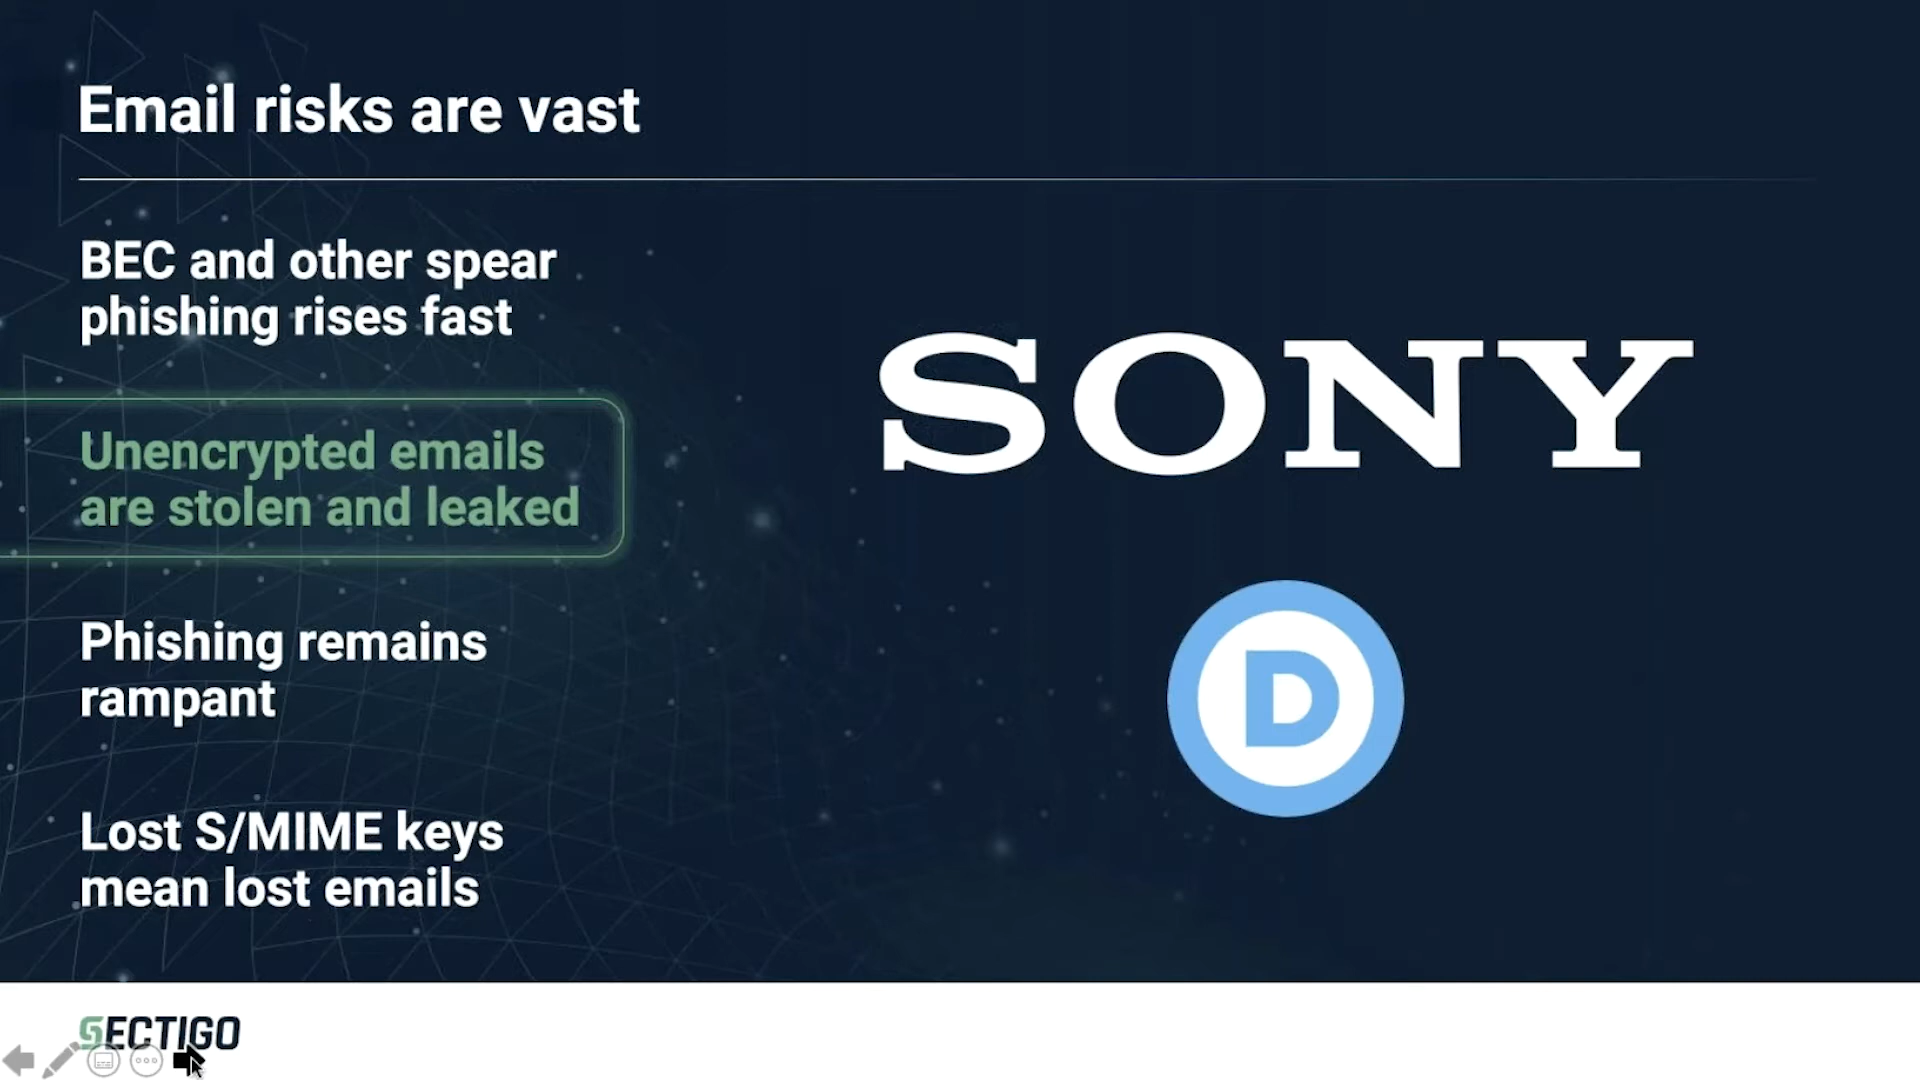 Email risks are vast
BEC and other spear
phishing rises fast
Unencrypted emails
are stolen and leaked
Phishing remains
rampant
Lost S/MIME keys
mean lost emails
SONY
D
SECTIGO